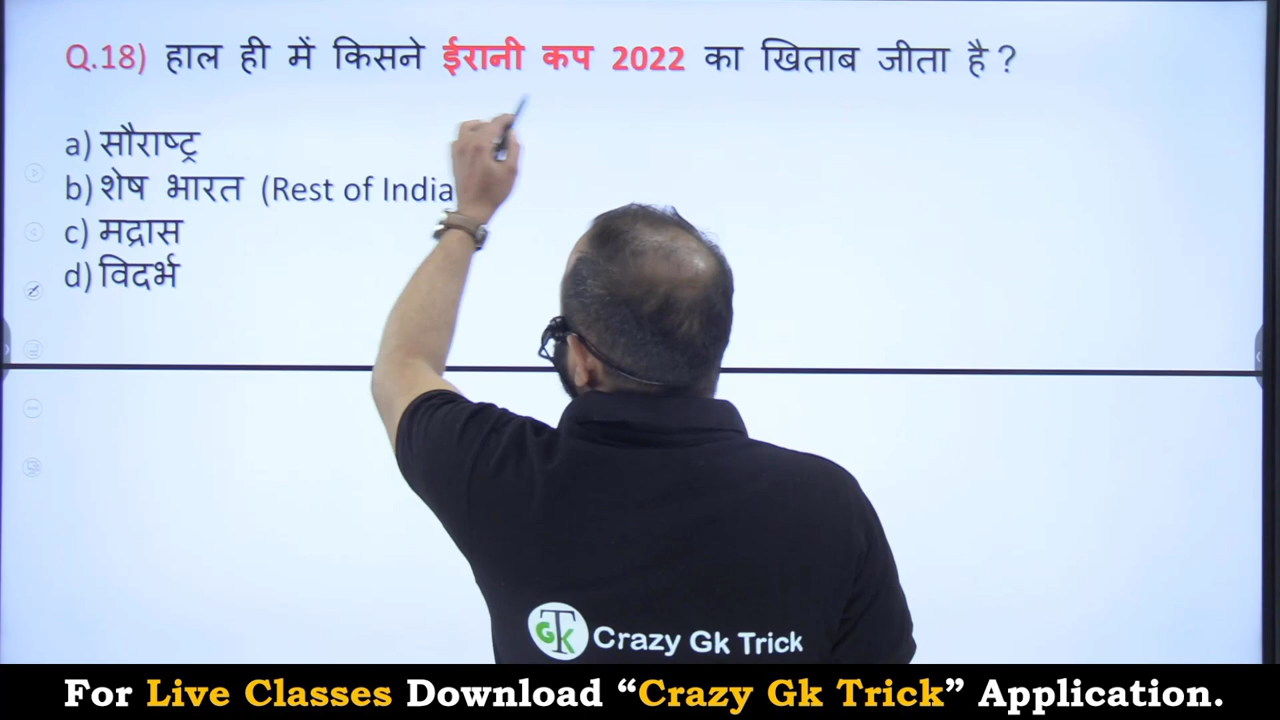 Q.18) हाल ही में किसने ईरानी कप 2022 का खिताब जीता है ?
a) सौराष्ट्र
b) शेष भारत (Rest of India
c) मद्रास
d) विदर्भ
GTK Crazy Gk Trick
For Live Classes Download “Crazy Gk Trick” Application.